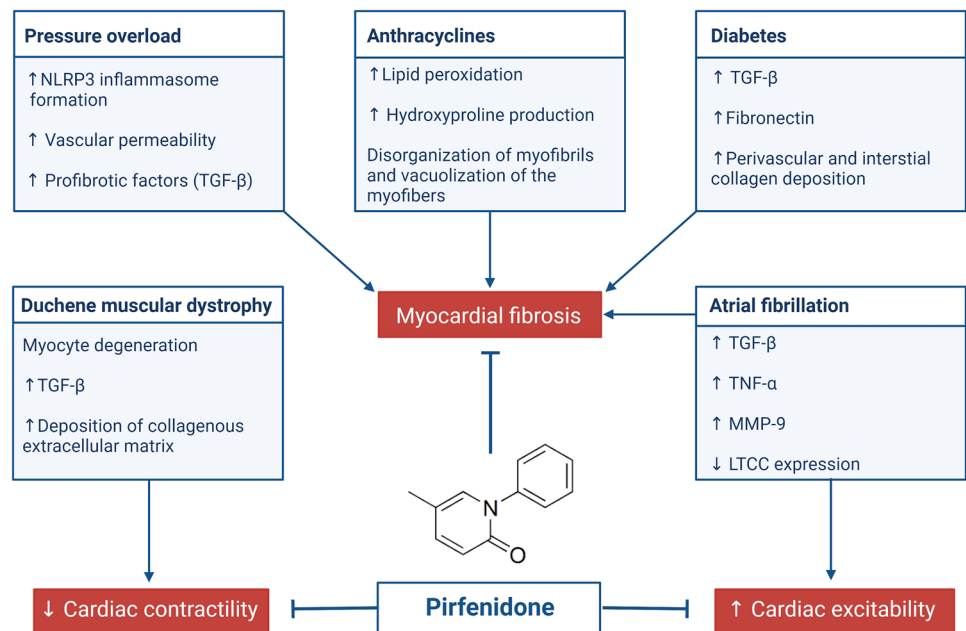 Pressure overload
↑NLRP3 inflammasome
formation
↑ Vascular permeability
↑ Profibrotic factors (TGF-β)
Anthracyclines
↑Lipid peroxidation
↑ Hydroxyproline production
Disorganization of myofibrils
and vacuolization of the
myofibers
Diabetes
↑ TGF-β
↑Fibronectin
↑Perivascular and interstial
collagen deposition
Duchene muscular dystrophy
Myocyte degeneration
↑TGF-β
↑Deposition of collagenous
extracellular matrix
Myocardial fibrosis
Atrial fibrillation
↑ TGF-β
↑ TNF-α
↑ MMP-9
↓ LTCC expression
N
O
↓ Cardiac contractility
Pirfenidone
↑ Cardiac excitability